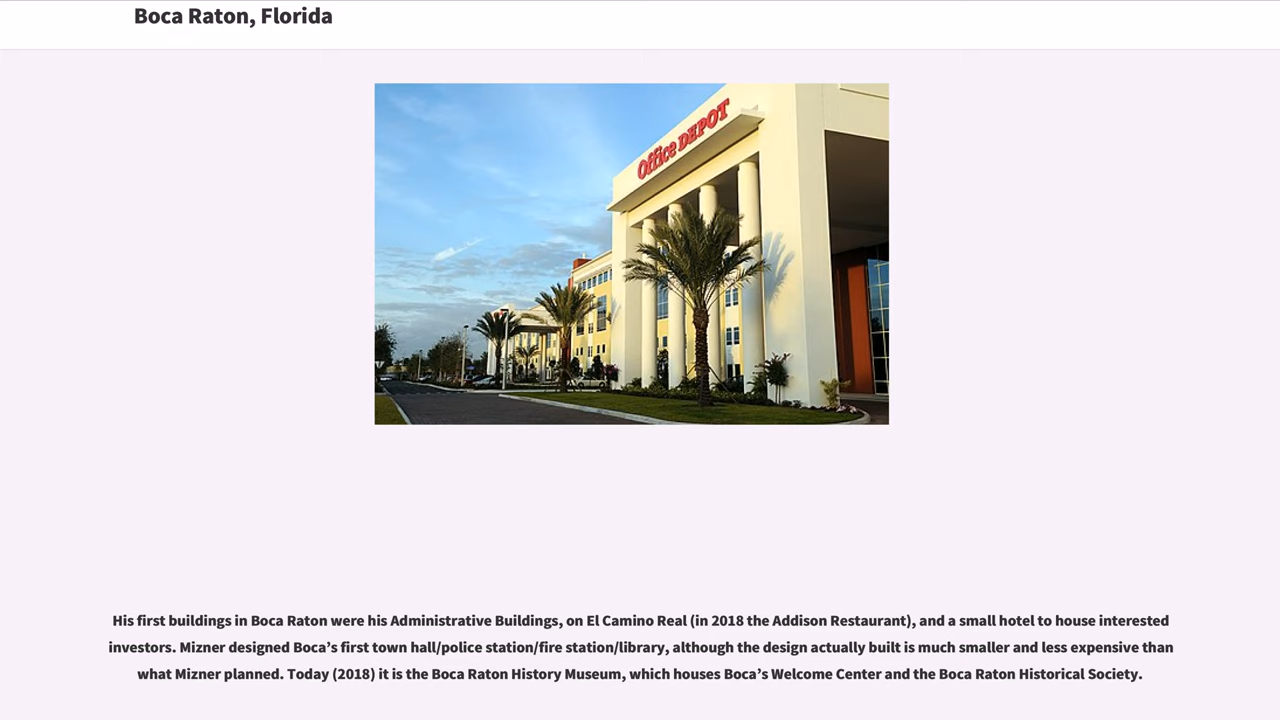 Boca Raton, Florida
Office DEPOT
His first buildings in Boca Raton were his Administrative Buildings, on El Camino Real (in 2018 the Addison Restaurant), and a small hotel to house interested
investors. Mizner designed Boca’s first town hall/police station/fire station/library, although the design actually built is much smaller and less expensive than
what Mizner planned. Today (2018) it is the Boca Raton History Museum, which houses Boca’s Welcome Center and the Boca Raton Historical Society.